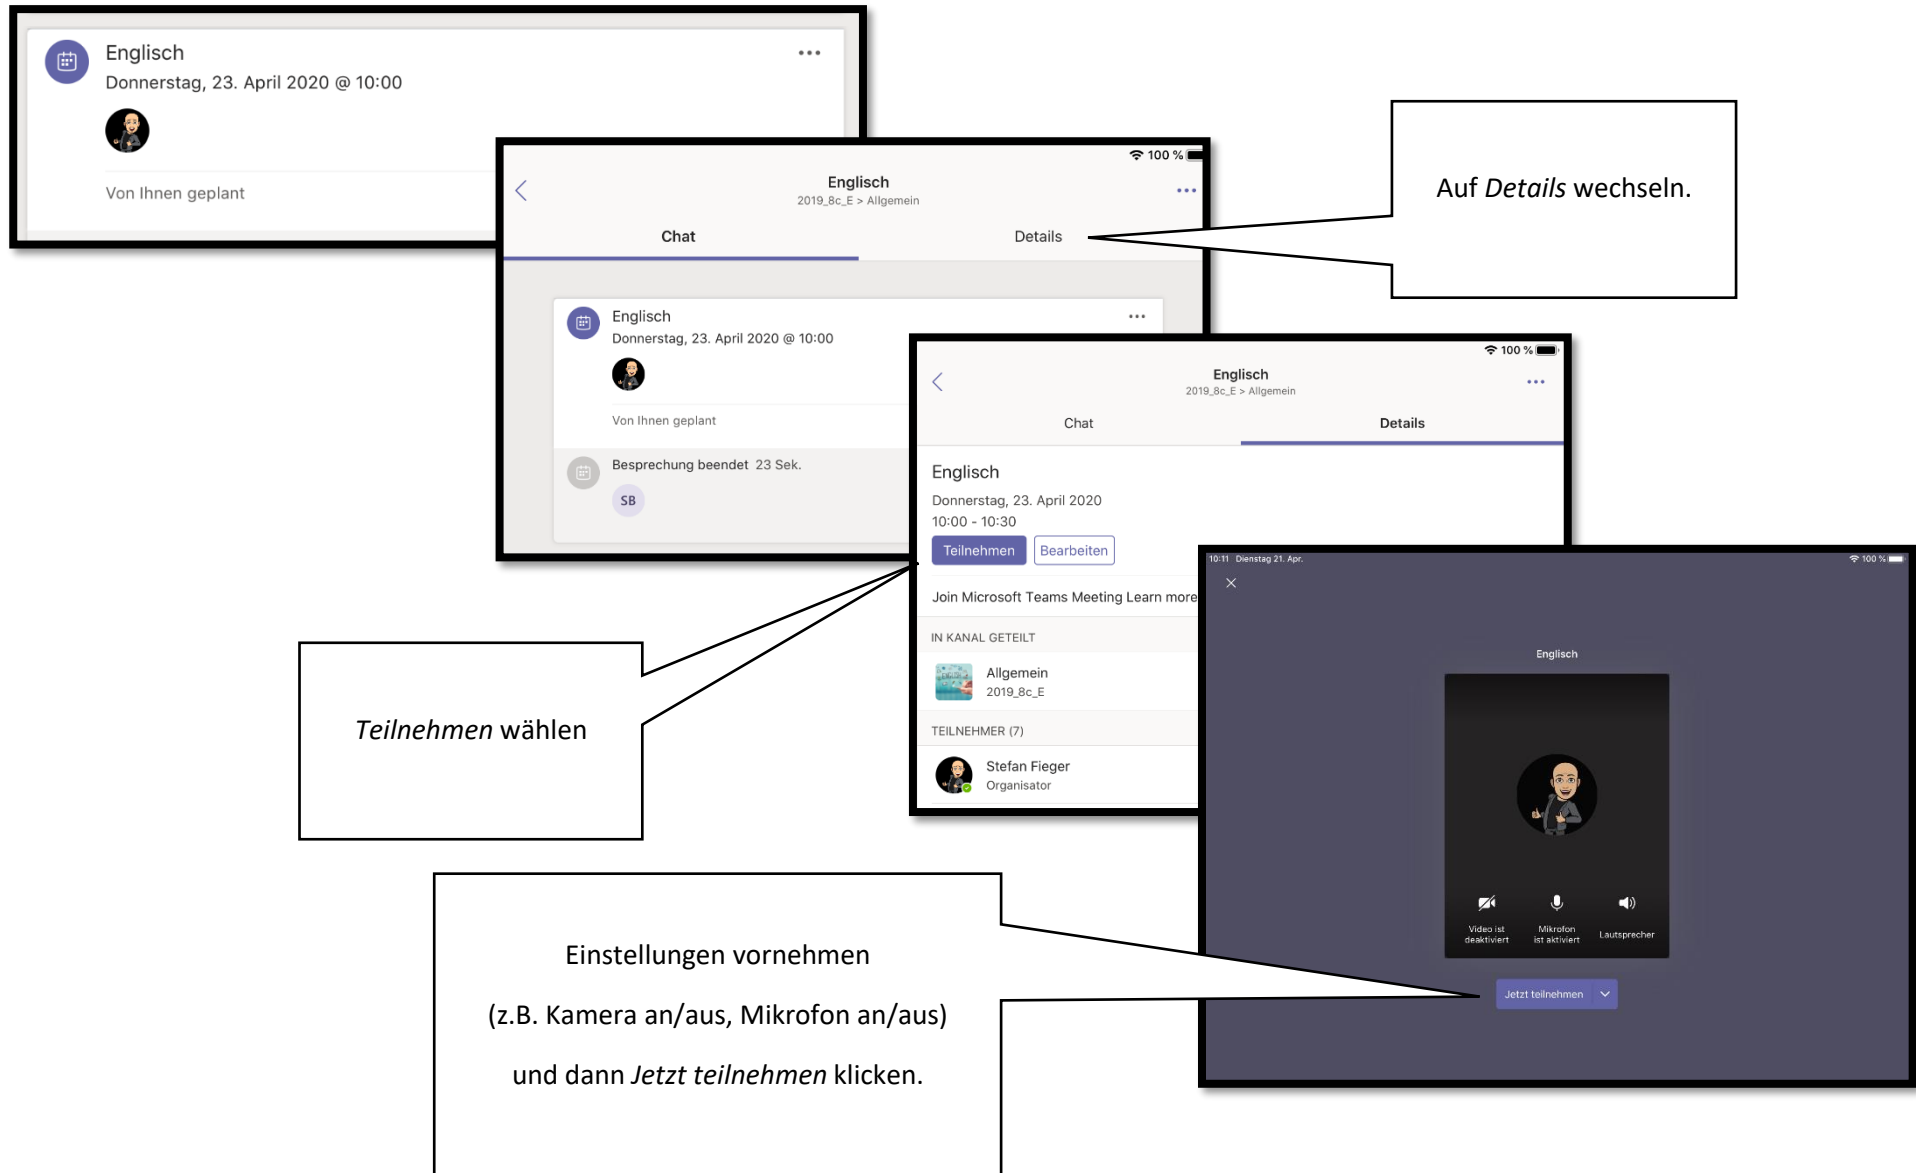 Englisch
Donnerstag, 23. April 2020 @ 10:00
Von Ihnen geplant
100 %
Englisch
2019_8c_E > Allgemein
Chat
Details
Englisch
Donnerstag, 23. April 2020 @ 10:00
Von Ihnen geplant
Besprechung beendet 23 Sek.
SB
Auf Details wechseln.
100 %
Englisch
2019_8c_E > Allgemein
Chat
Details
Englisch
Donnerstag, 23. April 2020
10:00 - 10:30
Teilnehmen
Bearbeiten
Join Microsoft Teams Meeting Learn more
IN KANAL GETEILT
Allgemein
2019_8c_E
TEILNEHMER (7)
Stefan Fieger
Organisator
Teilnehmen wählen
10:11 Dienstag 21. Apr.
100 %
Englisch
Video ist
deaktiviert
Mikrofon
ist aktiviert
Lautsprecher
Jetzt teilnehmen
Einstellungen vornehmen
(z.B. Kamera an/aus, Mikrofon an/aus)
und dann Jetzt teilnehmen klicken.